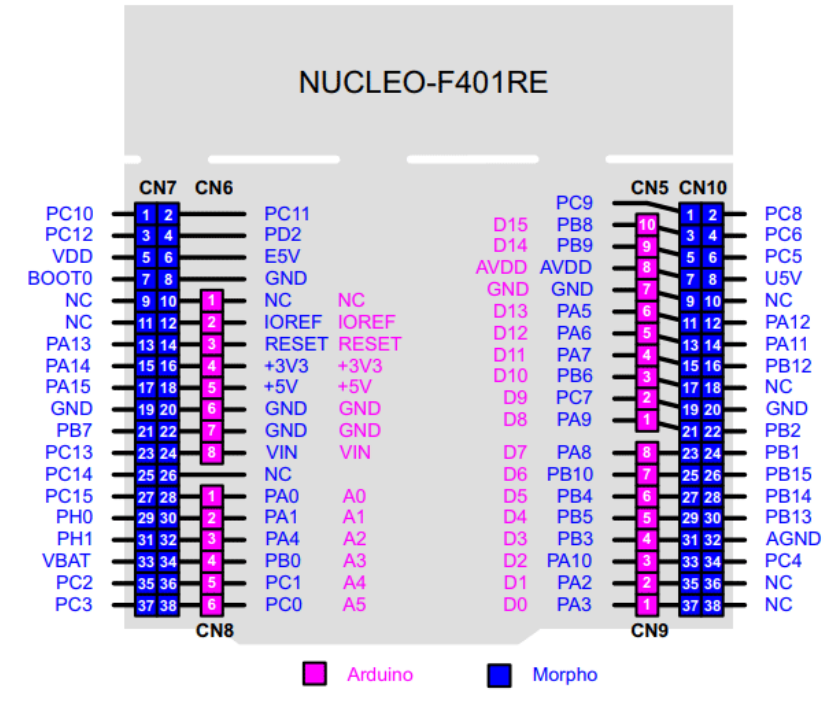 NUCLEO-F401RE
CN7 CN6 CN5 CN10
PC9
PC10 1 2 PC11 1 2 PC8
D15 PB8 10
PC12 3 4 PD2 3 4 PC6
D14 PB9 9
VDD 5 6 E5V 5 6 PC5
AVDD AVDD 8
BOOT0 7 8 GND 7 8 U5V
GND GND 7
NC 9 10 1 NC NC 9 10 NC
D13 PA5 6
NC 11 12 2 IOREF IOREF 11 12 PA12
D12 PA6 5
PA13 13 14 3 RESET RESET 13 14 PA11
D11 PA7 4
PA14 15 16 4 +3V3 +3V3 15 16 PB12
D10 PB6 3
PA15 17 18 5 +5V +5V 17 18 NC
D9 PC7 2
GND 19 20 6 GND GND 19 20 GND
D8 PA9 1
PB7 21 22 7 GND GND 21 22 PB2
PC13 23 24 8 VIN VIN D7 PA8 8 23 24 PB1
PC14 25 26 NC D6 PB10 7 25 26 PB15
PC15 27 28 1 PA0 A0 D5 PB4 6 27 28 PB14
PH0 29 30 2 PA1 A1 D4 PB5 5 29 30 PB13
PH1 31 32 3 PA4 A2 D3 PB3 4 31 32 AGND
VBAT 33 34 4 PB0 A3 D2 PA10 3 33 34 PC4
PC2 35 36 5 PC1 A4 D1 PA2 2 35 36 NC
PC3 37 38 6 PC0 A5 D0 PA3 1 37 38 NC
CN8 CN9
Arduino Morpho